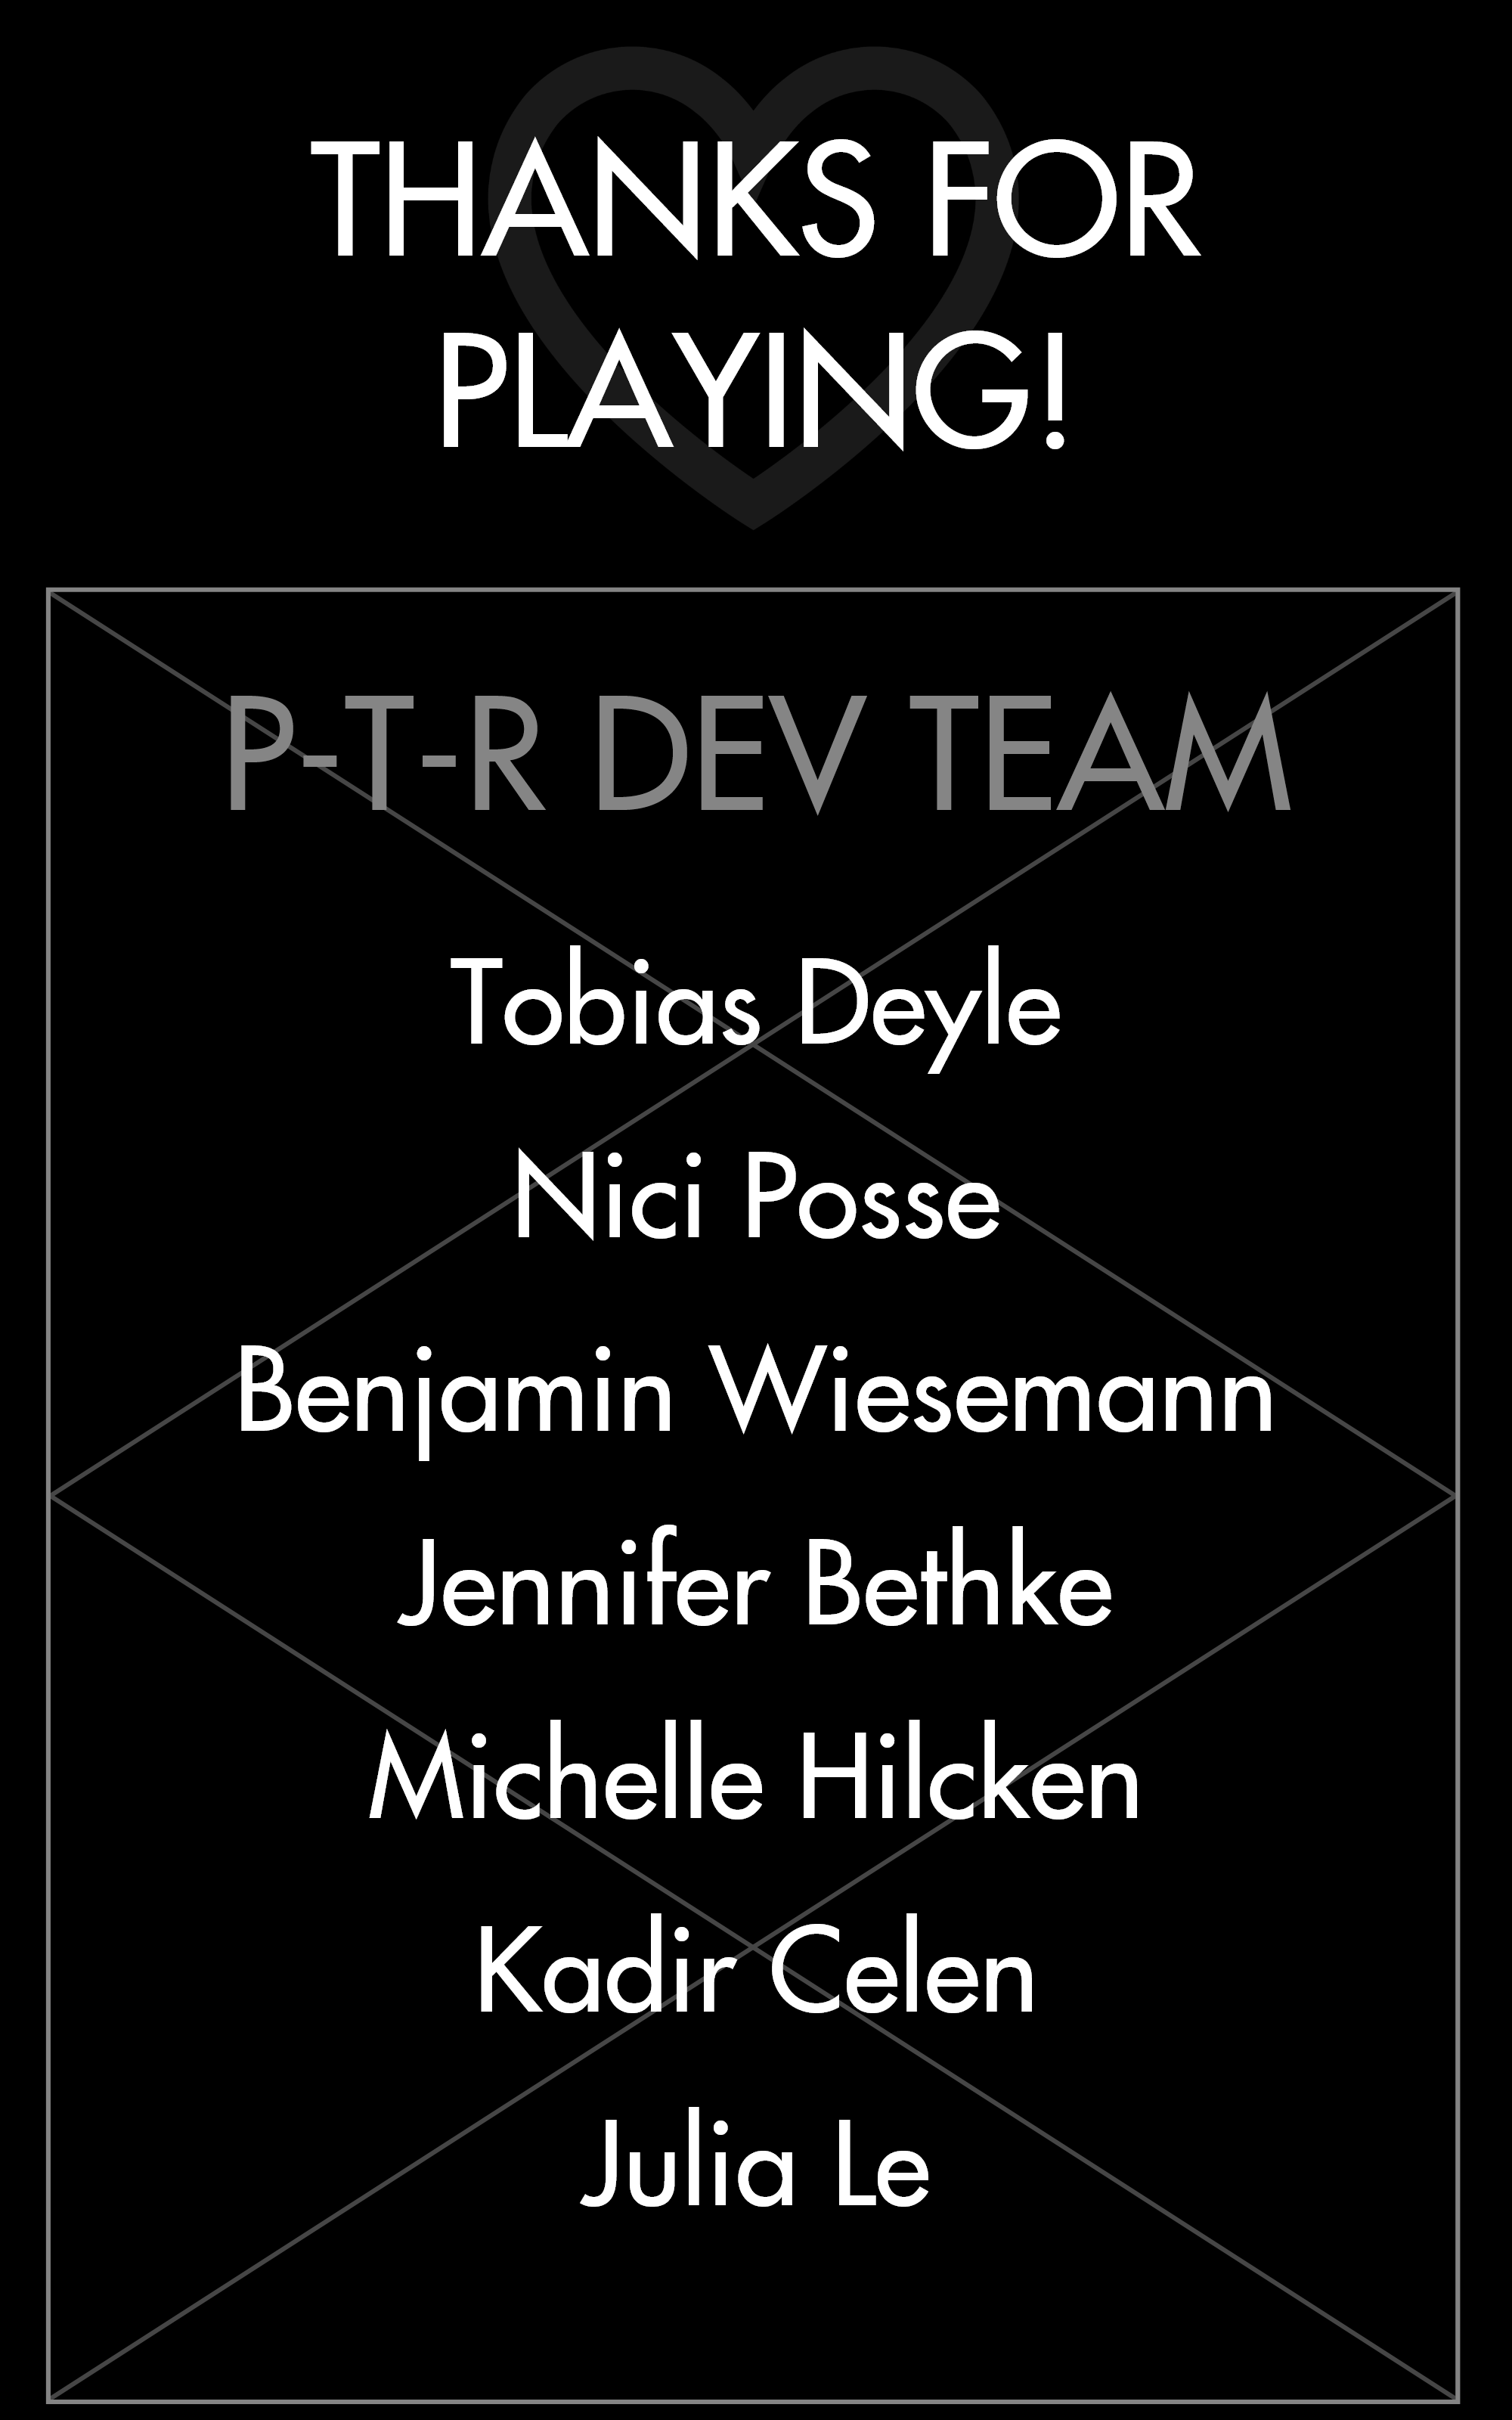 THANKS FOR
PLAYING!
P-T-R DEV TEAM
Tobias Deyle
Nici Posse
Benjamin Wiesemann
Jennifer Bethke
Michelle Hilcken
Kadir Celen
Julia Le